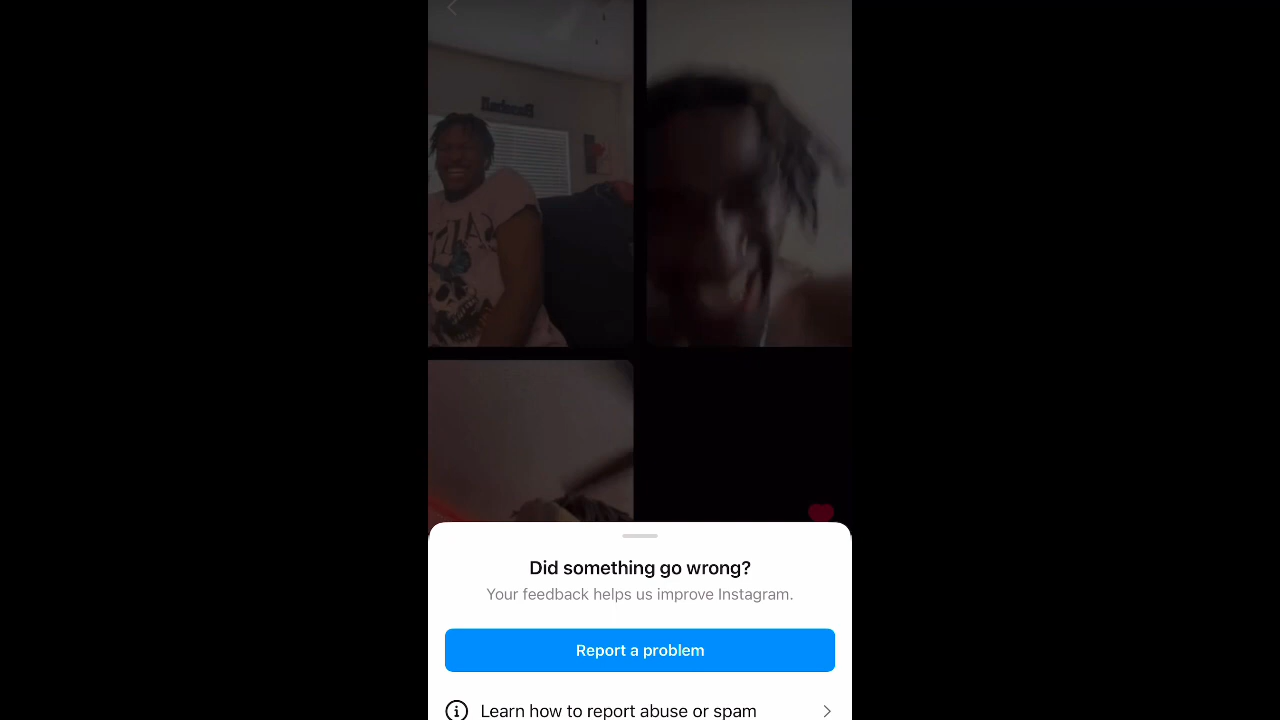 Did something go wrong?
Your feedback helps us improve Instagram.
Report a problem
Learn how to report abuse or spam